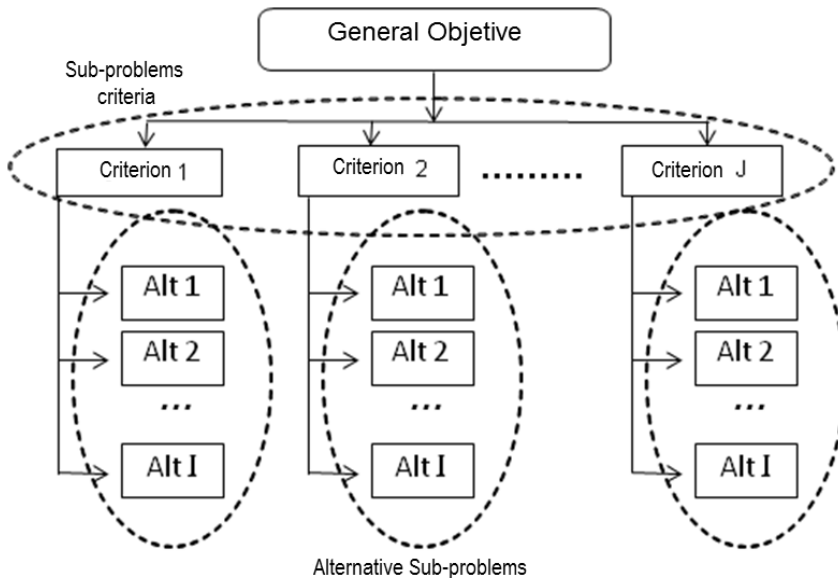 General Objetive
Sub-problems
criteria
Criterion 1
Criterion 2
.........
Criterion J
Alt 1
Alt 2
...
Alt I
Alt 1
Alt 2
...
Alt I
Alt 1
Alt 2
...
Alt I
Alternative Sub-problems